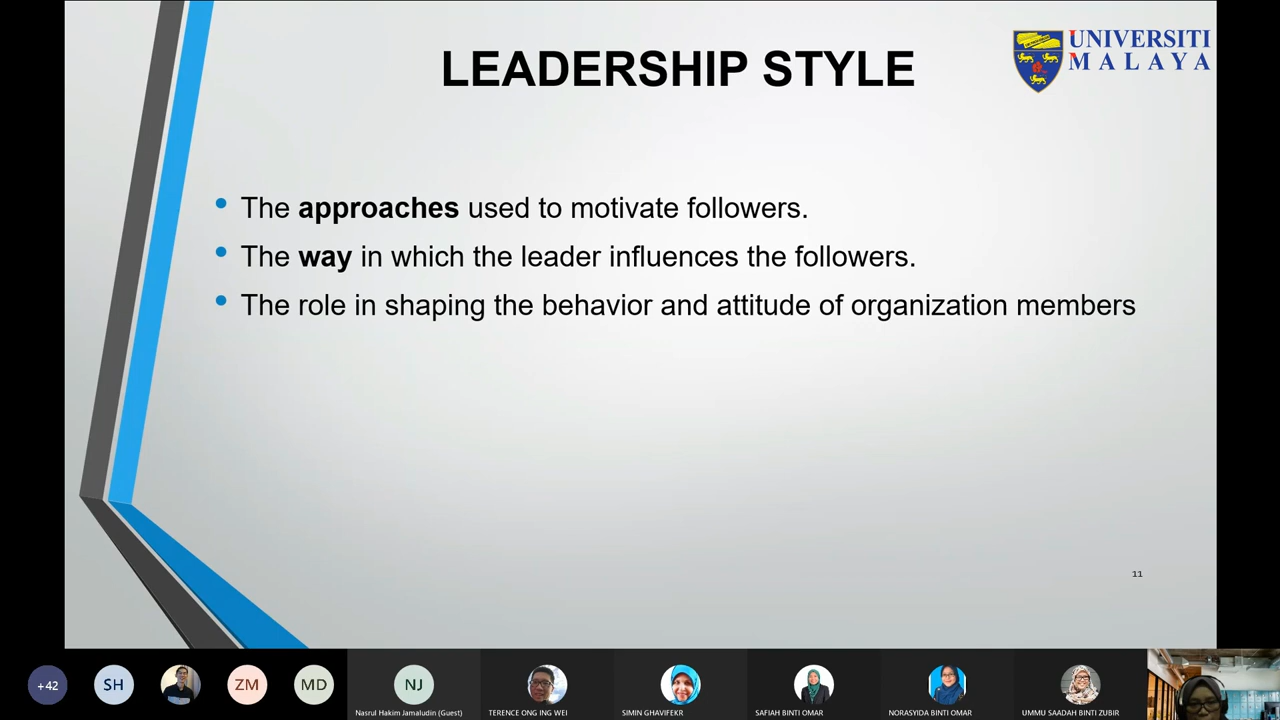 LEADERSHIP STYLE
UNIVERSITI
MALAYA
• The approaches used to motivate followers.
• The way in which the leader influences the followers.
• The role in shaping the behavior and attitude of organization members
11
+42
SH
ZM
MD
NJ
Nasrul Hakim Jamaludin (Guest)
TERENCE ONG ING WEI
SIMIN GHAVIFEKR
SAFIAH BINTI OMAR
NORASYIDA BINTI OMAR
UMMU SAADAH BINTI ZUBIR